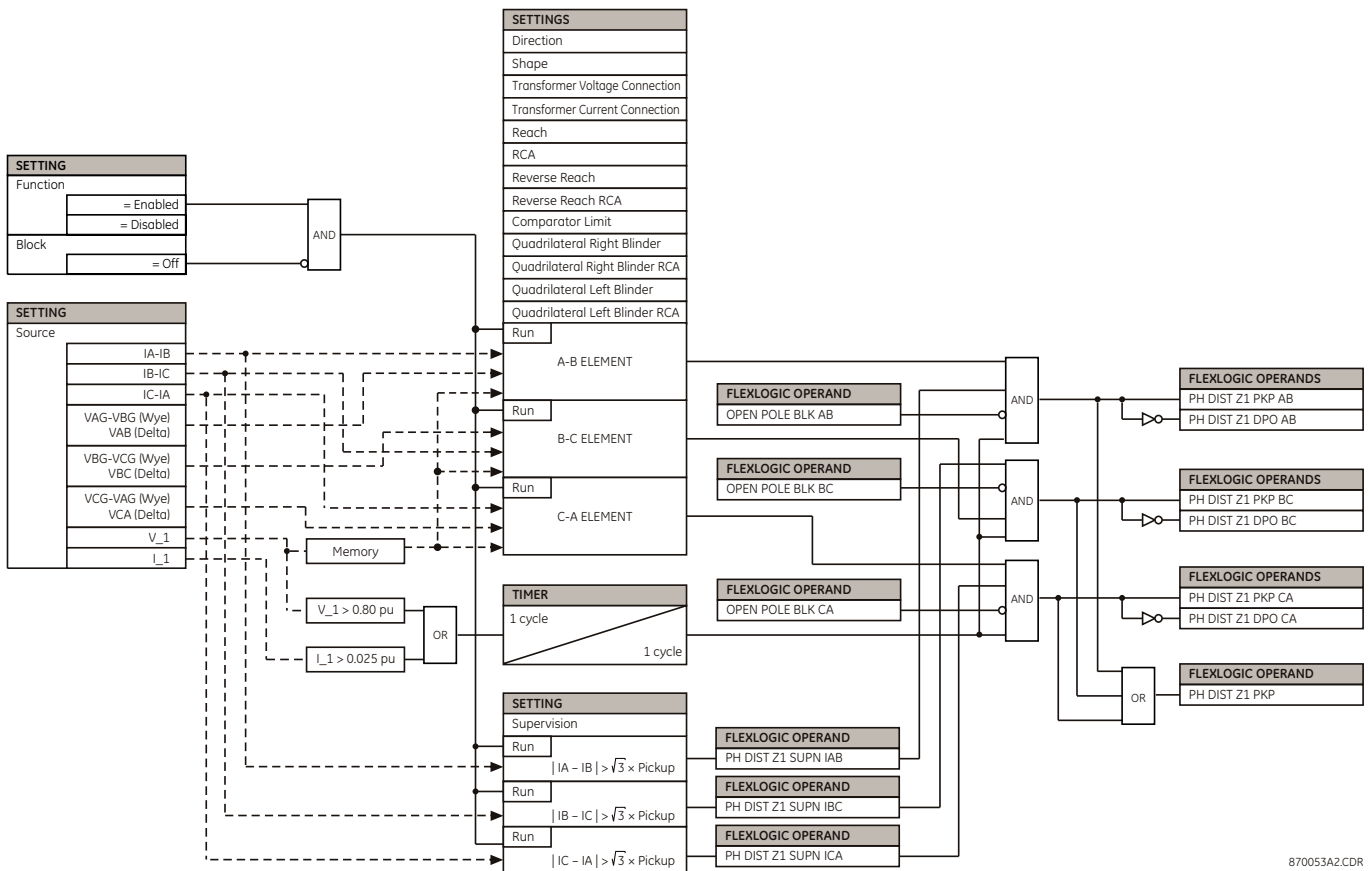 SETTINGS
Direction
Shape
Transformer Voltage Connection
Transformer Current Connection
Reach
RCA
Reverse Reach
Reverse Reach RCA
Comparator Limit
Quadrilateral Right Blinder
Quadrilateral Right Blinder RCA
Quadrilateral Left Blinder
Quadrilateral Left Blinder RCA
Run
A-B ELEMENT
Run
B-C ELEMENT
Run
C-A ELEMENT
SETTING
Function
= Enabled
= Disabled
Block
= Off
AND
SETTING
Source
IA-IB
IB-IC
IC-IA
VAG-VBG (Wye)
VAB (Delta)
VBG-VCG (Wye)
VBC (Delta)
VCG-VAG (Wye)
VCA (Delta)
V_1
I_1
Memory
V_1 > 0.80 pu
I_1 > 0.025 pu
OR
TIMER
1 cycle
1 cycle
SETTING
Supervision
Run
| IA – IB | > √3 × Pickup
Run
| IB – IC | > √3 × Pickup
Run
| IC – IA | > √3 × Pickup
FLEXLOGIC OPERAND
OPEN POLE BLK AB
FLEXLOGIC OPERAND
OPEN POLE BLK BC
FLEXLOGIC OPERAND
OPEN POLE BLK CA
FLEXLOGIC OPERAND
PH DIST Z1 SUPN IAB
FLEXLOGIC OPERAND
PH DIST Z1 SUPN IBC
FLEXLOGIC OPERAND
PH DIST Z1 SUPN ICA
AND
AND
AND
OR
FLEXLOGIC OPERANDS
PH DIST Z1 PKP AB
PH DIST Z1 DPO AB
FLEXLOGIC OPERANDS
PH DIST Z1 PKP BC
PH DIST Z1 DPO BC
FLEXLOGIC OPERANDS
PH DIST Z1 PKP CA
PH DIST Z1 DPO CA
FLEXLOGIC OPERAND
PH DIST Z1 PKP
870053A2.CDR